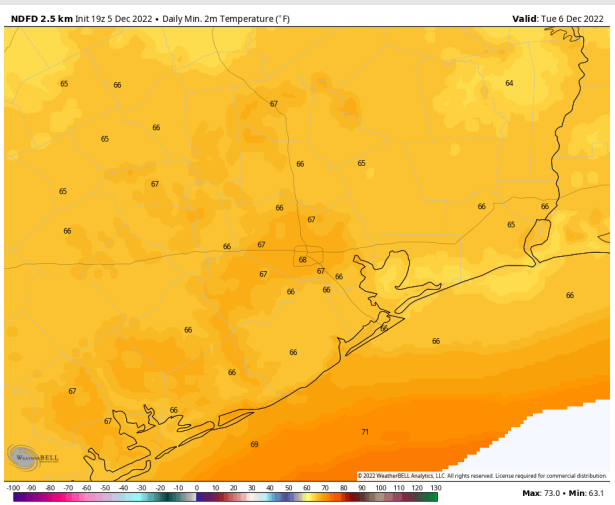 NDFD 2.5 km Init 19z 5 Dec 2022 • Daily Min. 2m Temperature (°F)
Valid: Tue 6 Dec 2022
65 66 64
67
66
65
66 65
67
65
66 66 66
67 65
66
66 67
68
67 67 66
66 66 66
66 66 66
66
66
67
66
67
69 71
WEATHERBELL
© 2022 WeatherBELL Analytics, LLC. All rights reserved. License required for commercial distribution.
-100 -90 -80 -70 -60 -50 -40 -30 -20 -10 0 10 20 30 40 50 60 70 80 90 100 110 120 130
Max: 73.0 • Min: 63.1